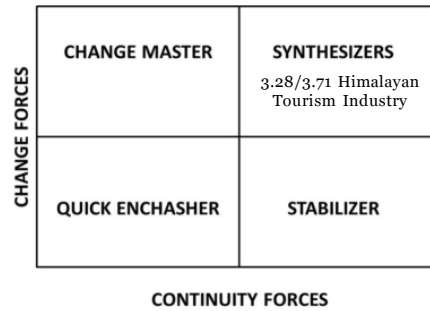 CHANGE MASTER
SYNTHESIZERS
3.28/3.71 Himalayan
Tourism Industry
CHANGE FORCES
QUICK ENCHASHER
STABILIZER
CONTINUITY FORCES